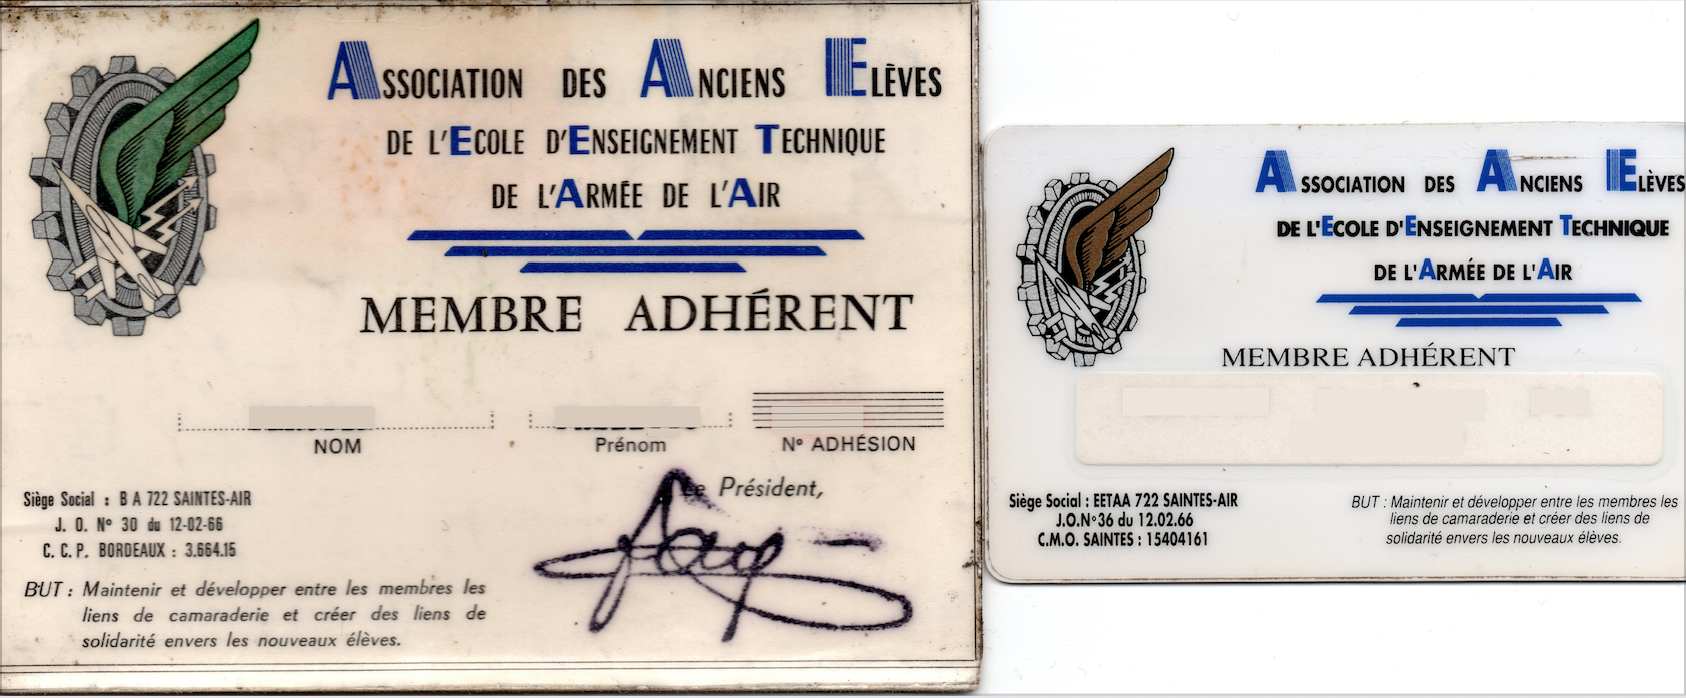 ASSOCIATION DES ANCIENS ELÈVES
DE L'ECOLE D'ENSEIGNEMENT TECHNIQUE
DE L'ARMÉE DE L'AIR
MEMBRE ADHÉRENT
NOM
Prénom
Nº ADHÉSION
Siège Social : B A 722 SAINTES-AIR
J. O. Nº 30 du 12-02-66
C. C. P. BORDEAUX : 3.664.15
Le Président,
BUT : Maintenir et développer entre les membres les
liens de camaraderie et créer des liens de
solidarité envers les nouveaux élèves.
ASSOCIATION DES ANCIENS ELÈVES
DE L'ECOLE D'ENSEIGNEMENT TECHNIQUE
DE L'ARMÉE DE L'AIR
MEMBRE ADHÉRENT
Siège Social : EETAA 722 SAINTES-AIR
J.O.Nº36 du 12.02.66
C.M.O. SAINTES : 15404161
BUT : Maintenir et développer entre les membres les
liens de camaraderie et créer des liens de
solidarité envers les nouveaux élèves.